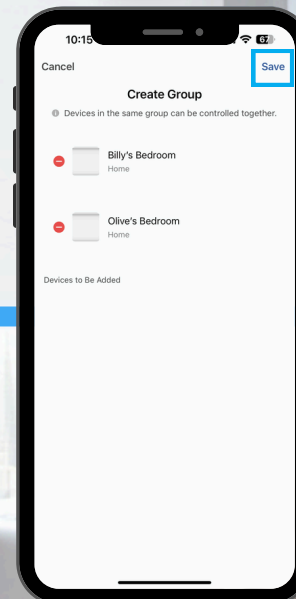 10:15
67
Cancel
Save
Create Group
Devices in the same group can be controlled together.
Billy's Bedroom
Home
Olive's Bedroom
Home
Devices to Be Added